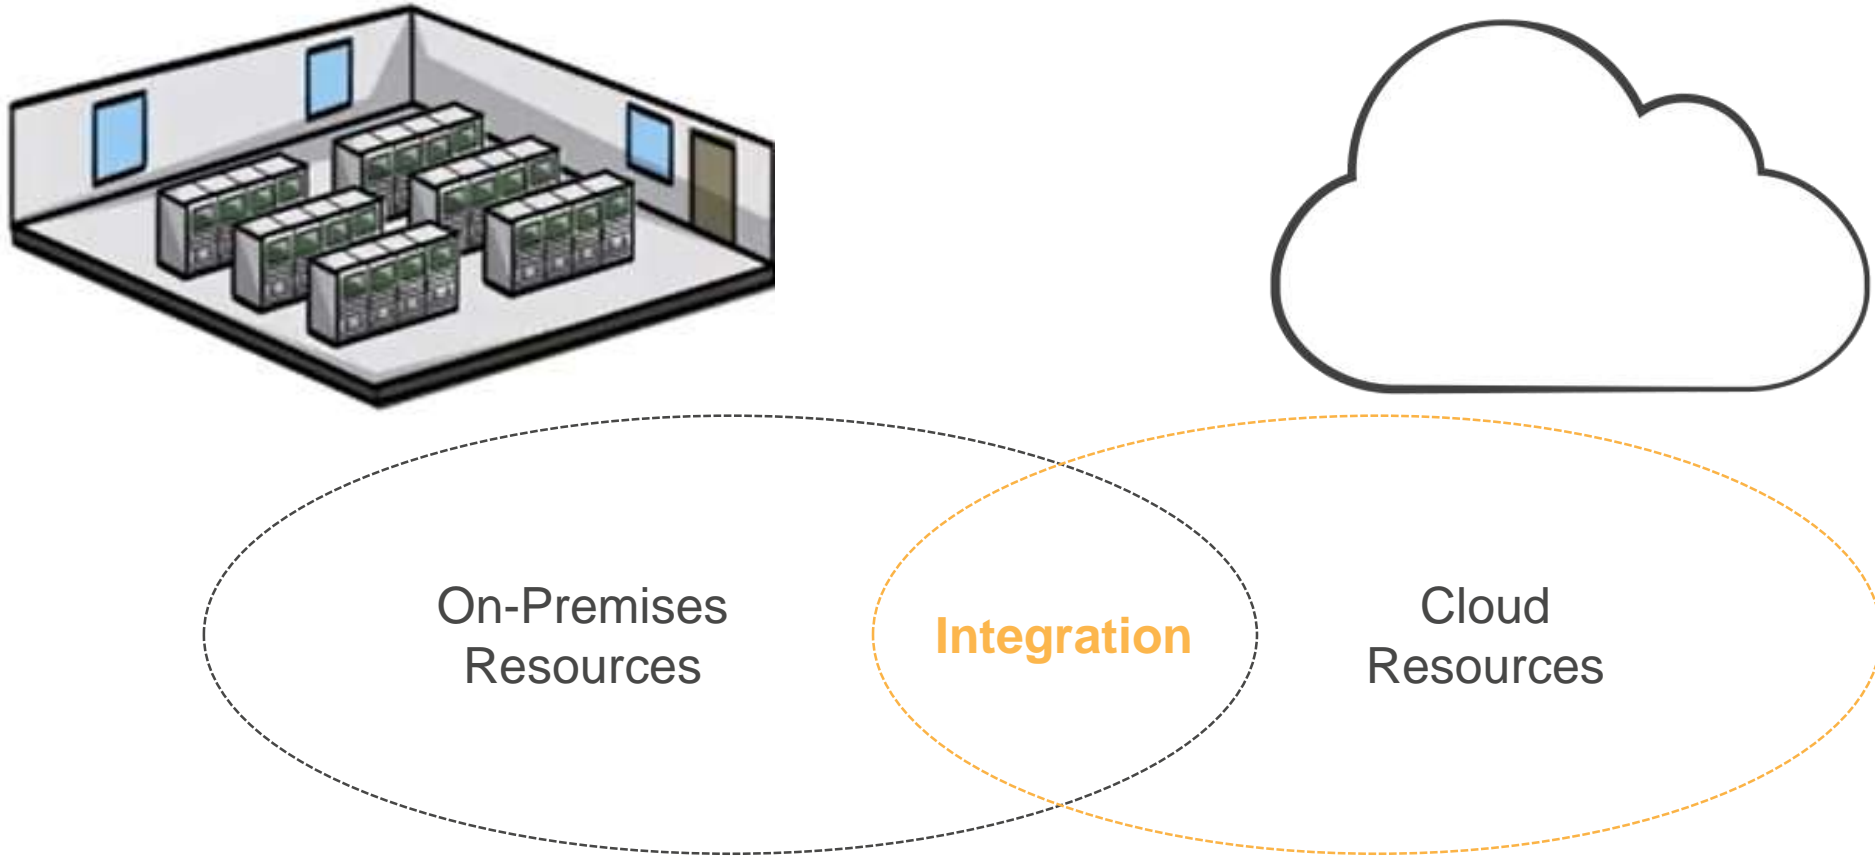 On-Premises
Resources
Integration
Cloud
Resources